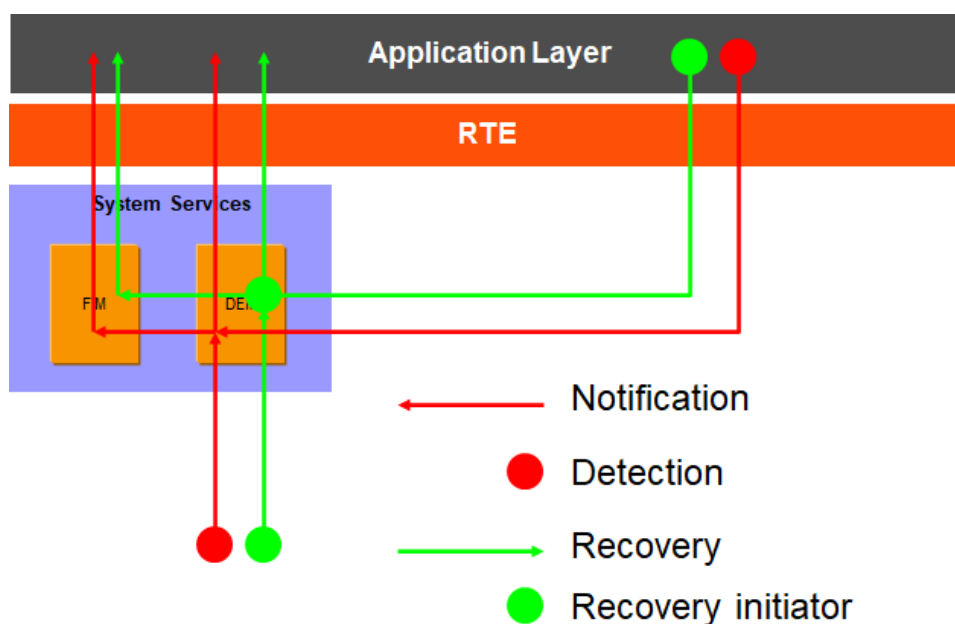 Application Layer
RTE
System Services
Notification
Detection
Recovery
Recovery initiator